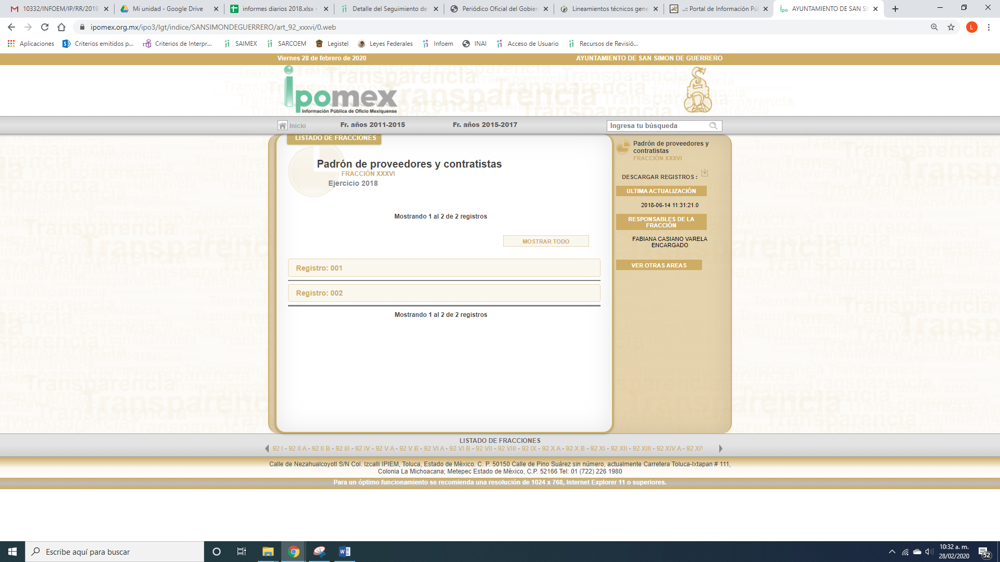 10332/INFOEM/IP/RR/2019
Mi unidad - Google Drive
informes diarios 2018.xlsx -
Detalle del Seguimiento de
Periódico Oficial del Gobier
Lineamientos técnicos gene
..:: Portal de Información Pú
AYUNTAMIENTO DE SAN SI
ipomex.org.mx/ipo3/lgt/indice/SANSIMONDEGUERRERO/art_92_xxxvi/0.web
L
Aplicaciones
Criterios emitidos p...
Criterios de Interpr...
SAIMEX
SARCOEM
Legistel
Leyes Federales
Infoem
INAI
Acceso de Usuario
Recursos de Revisió...
Viernes 28 de febrero de 2020
AYUNTAMIENTO DE SAN SIMON DE GUERRERO
ipomex
Información Pública de Oficio Mexiquense
Transparencia
Inicio
Fr. años 2011-2015
Fr. años 2015-2017
Ingresa tu búsqueda
LISTADO DE FRACCIONES
Padrón de proveedores y contratistas
FRACCIÓN XXXVI
Ejercicio 2018
Mostrando 1 al 2 de 2 registros
MOSTRAR TODO
Registro: 001
Registro: 002
Mostrando 1 al 2 de 2 registros
Padrón de proveedores y
contratistas
FRACCIÓN XXXVI
DESCARGAR REGISTROS :
ULTIMA ACTUALIZACIÓN
2018-06-14 11:31:21.0
RESPONSABLES DE LA
FRACCIÓN
FABIANA CASIANO VARELA
ENCARGADO
VER OTRAS AREAS
LISTADO DE FRACCIONES
92 I - 92 II A - 92 II B - 92 III - 92 IV - 92 V A - 92 V B - 92 VI A - 92 VI B - 92 VII - 92 VIII - 92 IX - 92 X A - 92 X B - 92 XI - 92 XII - 92 XIII - 92 XIV A - 92 XIV
Calle de Nezahualcoyotl S/N Col. Izcalli IPIEM, Toluca, Estado de México. C. P. 50150 Calle de Pino Suárez sin número, actualmente Carretera Toluca-Ixtapan # 111,
Colonia La Michoacana; Metepec Estado de México, C.P. 52166 Tel: 01 (722) 226 1980
Para un óptimo funcionamiento se recomienda una resolución de 1024 x 768, Internet Explorer 11 o superiores.
Escribe aquí para buscar
10:32 a. m.
28/02/2020
52